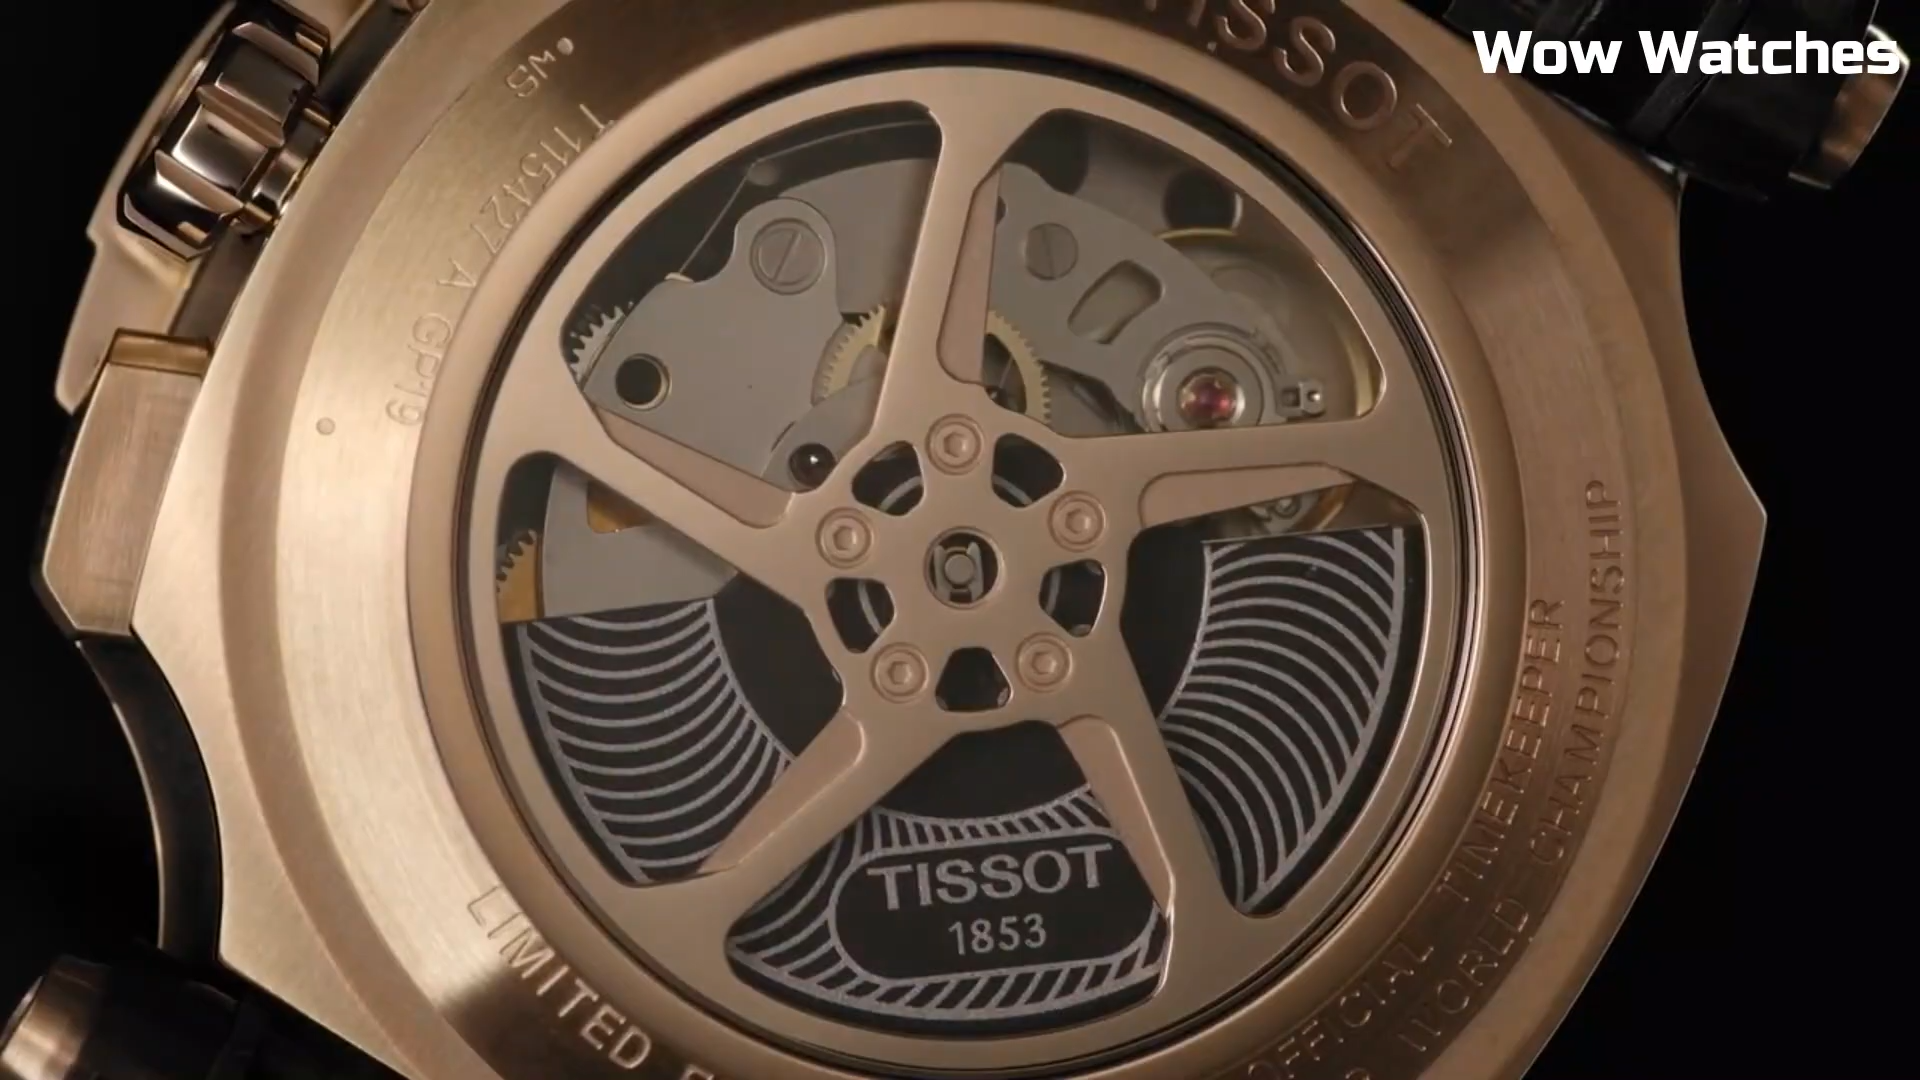 Wow Watches
TISSOT
SW
T115427 A GP19
TISSOT
1853
LIMITED
OFFICIAL TIMEKEEPER
WORLD CHAMPIONSHIP